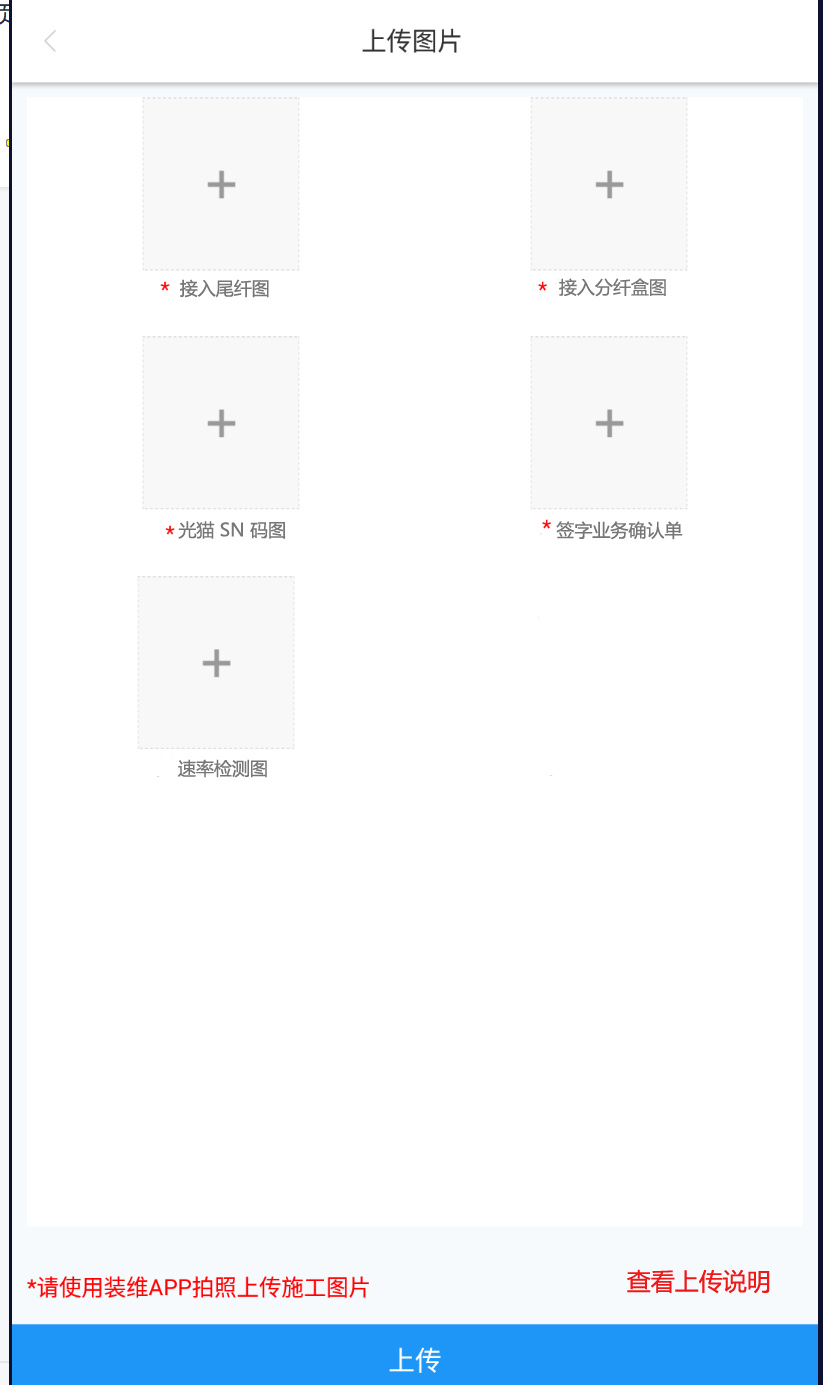 上传图片
* 接入尾纤图
* 接入分纤盒图
*光猫 SN 码图
*签字业务确认单
速率检测图
*请使用装维APP拍照上传施工图片
查看上传说明
上传